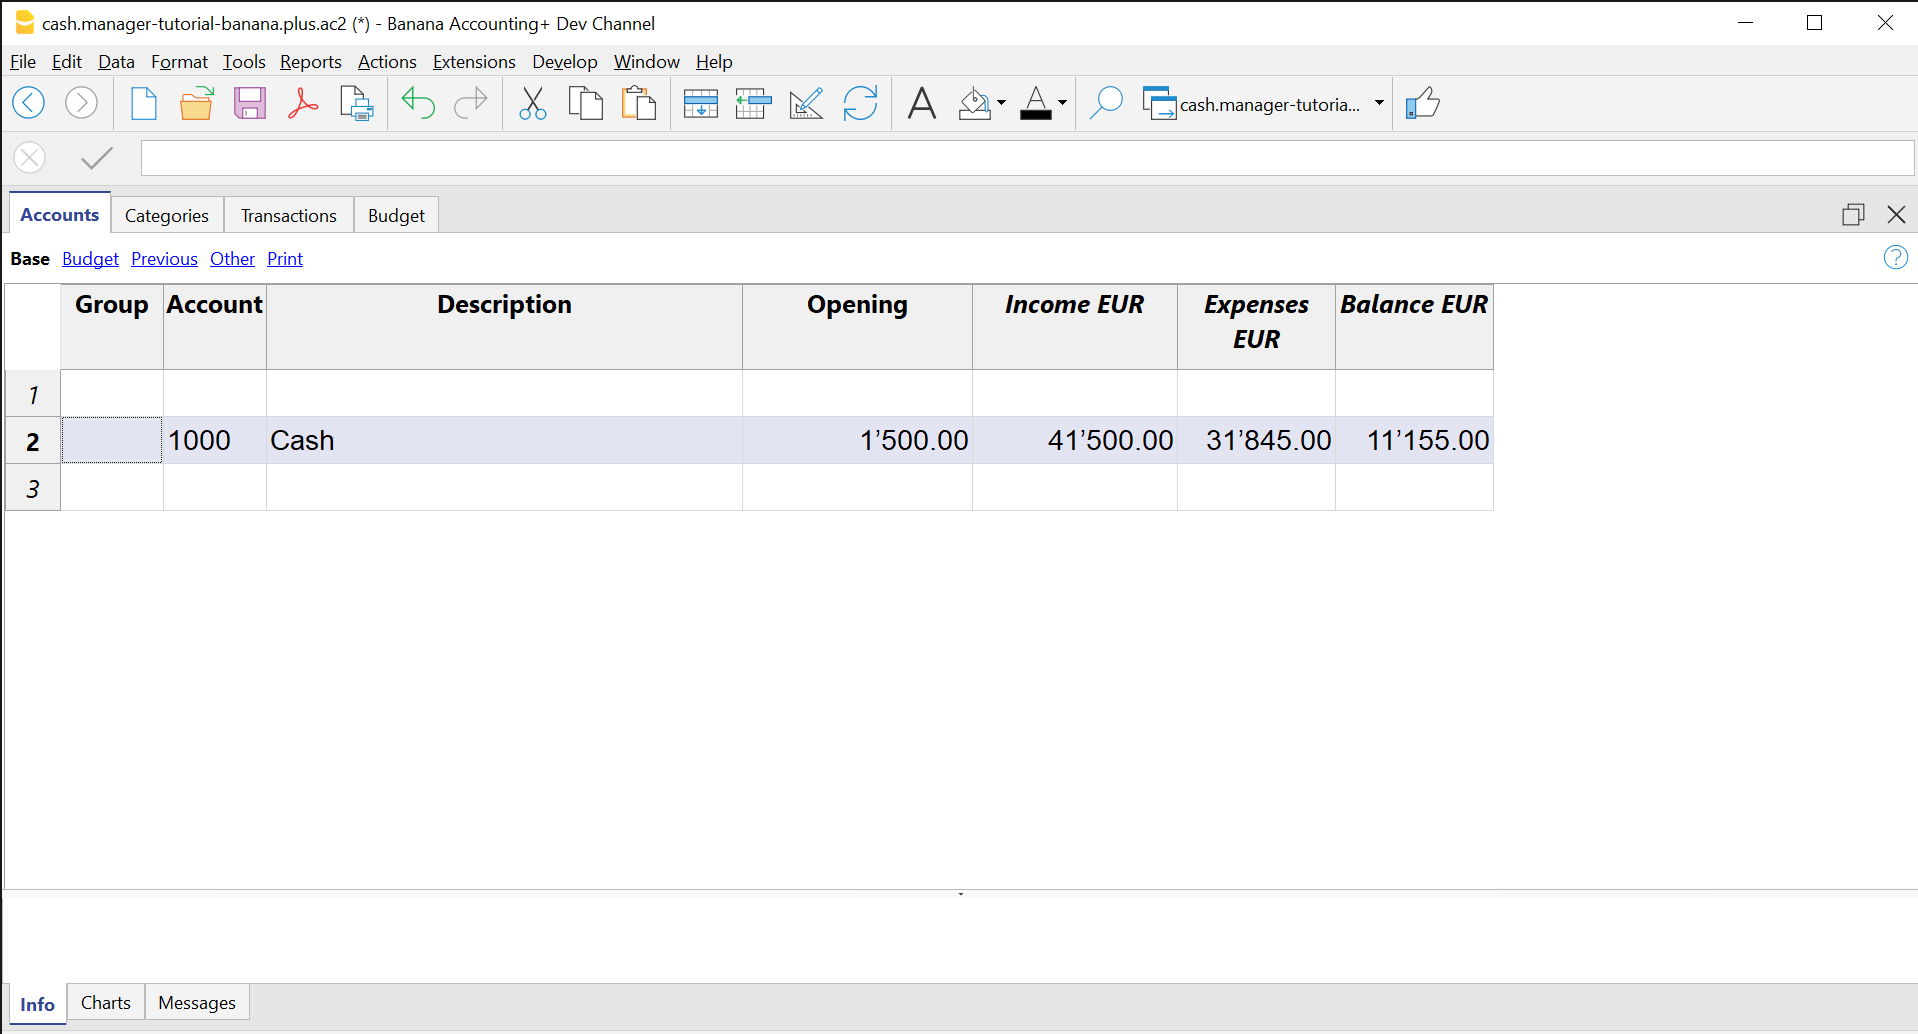 cash.manager-tutorial-banana.plus.ac2 (*) - Banana Accounting+ Dev Channel
File Edit Data Format Tools Reports Actions Extensions Develop Window Help
cash.manager-tutoria...
Accounts Categories Transactions Budget
Base Budget Previous Other Print
Group Account Description Opening Income EUR Expenses EUR Balance EUR
1
2 1000 Cash 1’500.00 41’500.00 31’845.00 11’155.00
3
Info Charts Messages